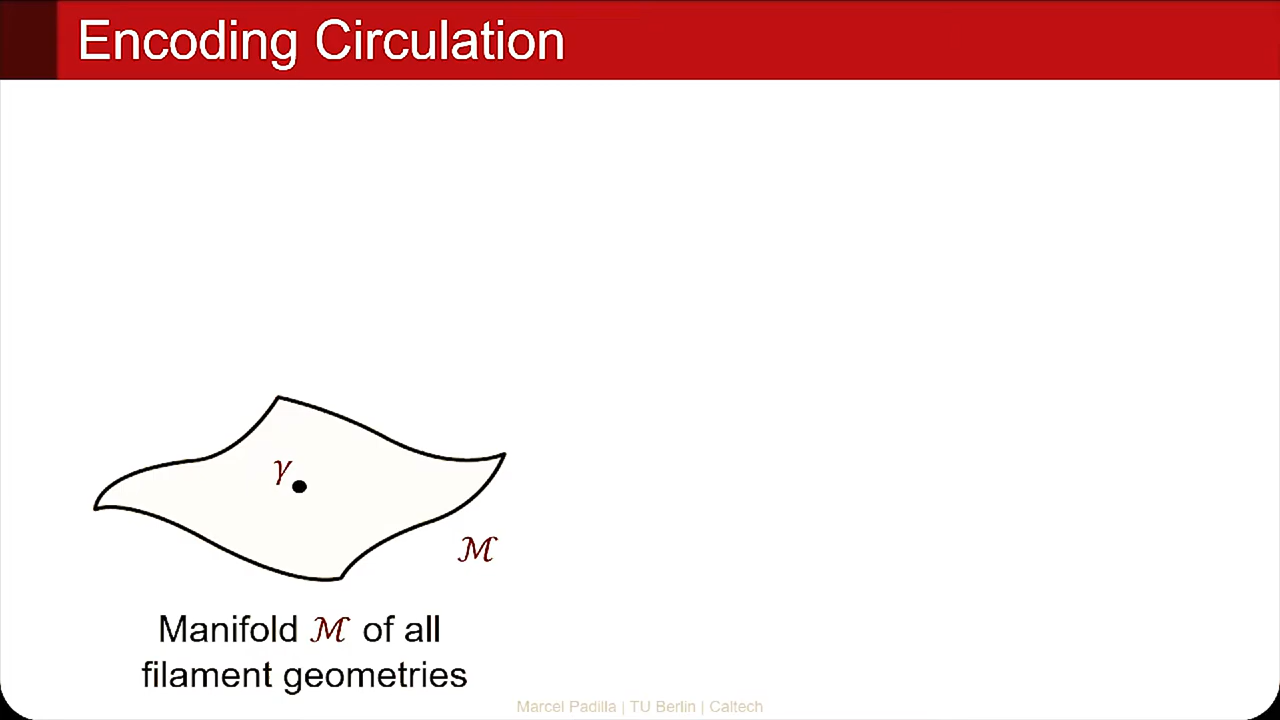 Encoding Circulation
γ
ℳ
Manifold ℳ of all
filament geometries
Marcel Padilla | TU Berlin | Caltech